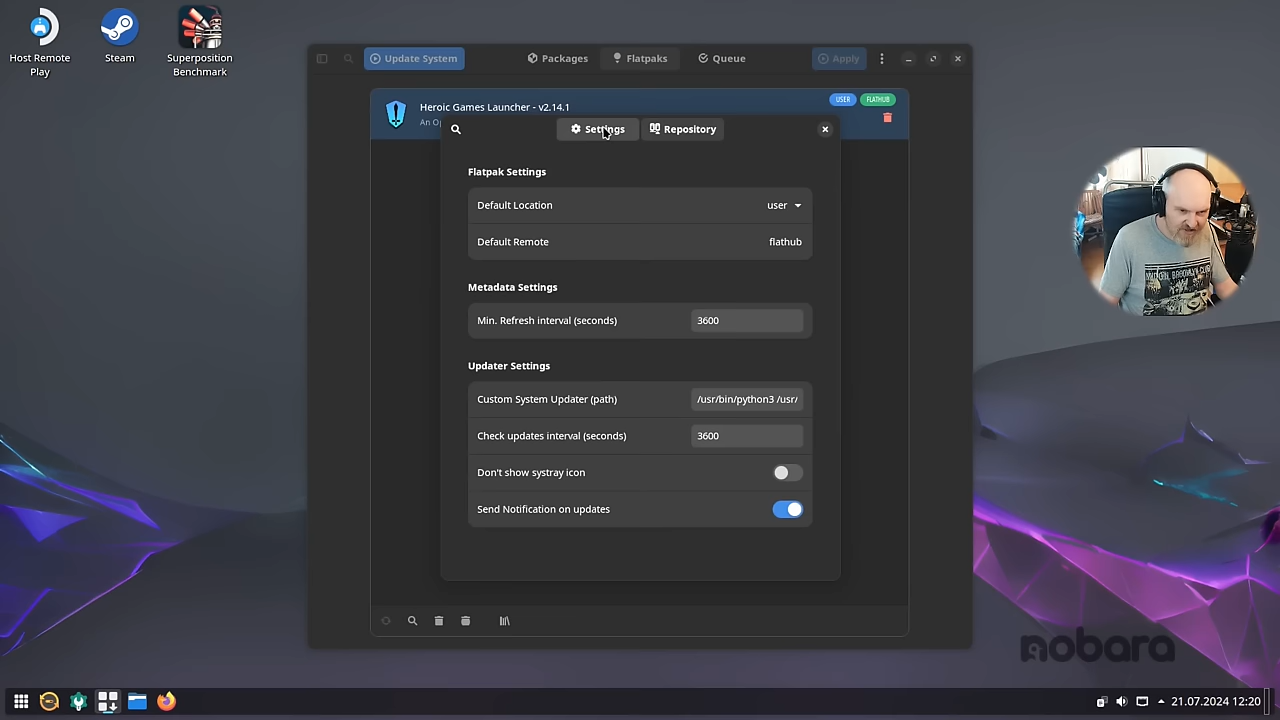 Host Remote
Play
Steam
Superposition
Benchmark
Update System
Packages
Flatpaks
Queue
Apply
Heroic Games Launcher - v2.14.1
USER
FLATHUB
An Op
Settings
Repository
Flatpak Settings
Default Location
user
Default Remote
flathub
Metadata Settings
Min. Refresh interval (seconds)
3600
Updater Settings
Custom System Updater (path)
/usr/bin/python3 /usr/
Check updates interval (seconds)
3600
Don't show systray icon
Send Notification on updates
nobara
21.07.2024 12:20